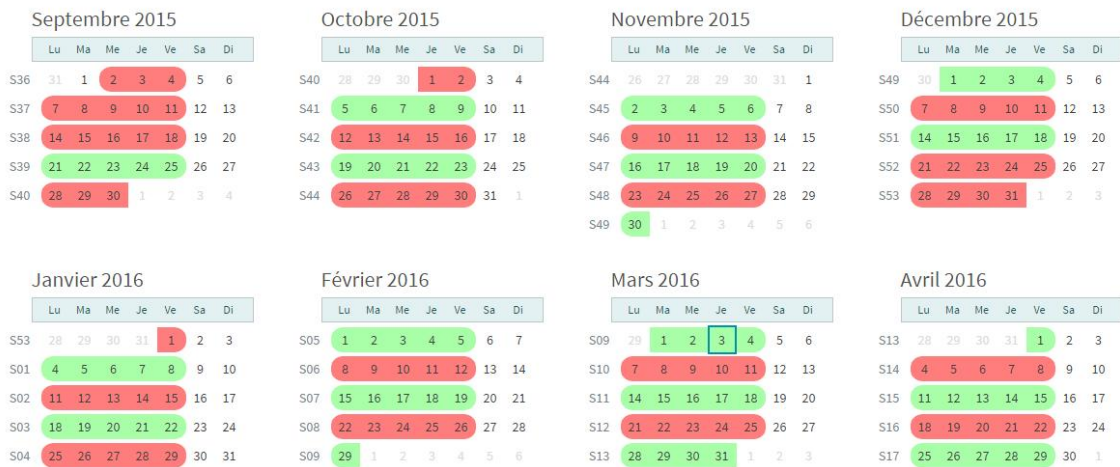 Septembre 2015 Octobre 2015 Novembre 2015 Décembre 2015
Lu Ma Me Je Ve Sa Di Lu Ma Me Je Ve Sa Di Lu Ma Me Je Ve Sa Di Lu Ma Me Je Ve Sa Di
S36 31 1 2 3 4 5 6 S40 28 29 30 1 2 3 4 S44 26 27 28 29 30 31 1 S49 30 1 2 3 4 5 6
S37 7 8 9 10 11 12 13 S41 5 6 7 8 9 10 11 S45 2 3 4 5 6 7 8 S50 7 8 9 10 11 12 13
S38 14 15 16 17 18 19 20 S42 12 13 14 15 16 17 18 S46 9 10 11 12 13 14 15 S51 14 15 16 17 18 19 20
S39 21 22 23 24 25 26 27 S43 19 20 21 22 23 24 25 S47 16 17 18 19 20 21 22 S52 21 22 23 24 25 26 27
S40 28 29 30 1 2 3 4 S44 26 27 28 29 30 31 1 S48 23 24 25 26 27 28 29 S53 28 29 30 31 1 2 3
S49 30 1 2 3 4 5 6
Janvier 2016 Février 2016 Mars 2016 Avril 2016
Lu Ma Me Je Ve Sa Di Lu Ma Me Je Ve Sa Di Lu Ma Me Je Ve Sa Di Lu Ma Me Je Ve Sa Di
S53 28 29 30 31 1 2 3 S05 1 2 3 4 5 6 7 S09 29 1 2 3 4 5 6 S13 28 29 30 31 1 2 3
S01 4 5 6 7 8 9 10 S06 8 9 10 11 12 13 14 S10 7 8 9 10 11 12 13 S14 4 5 6 7 8 9 10
S02 11 12 13 14 15 16 17 S07 15 16 17 18 19 20 21 S11 14 15 16 17 18 19 20 S15 11 12 13 14 15 16 17
S03 18 19 20 21 22 23 24 S08 22 23 24 25 26 27 28 S12 21 22 23 24 25 26 27 S16 18 19 20 21 22 23 24
S04 25 26 27 28 29 30 31 S09 29 1 2 3 4 5 6 S13 28 29 30 31 1 2 3 S17 25 26 27 28 29 30 1